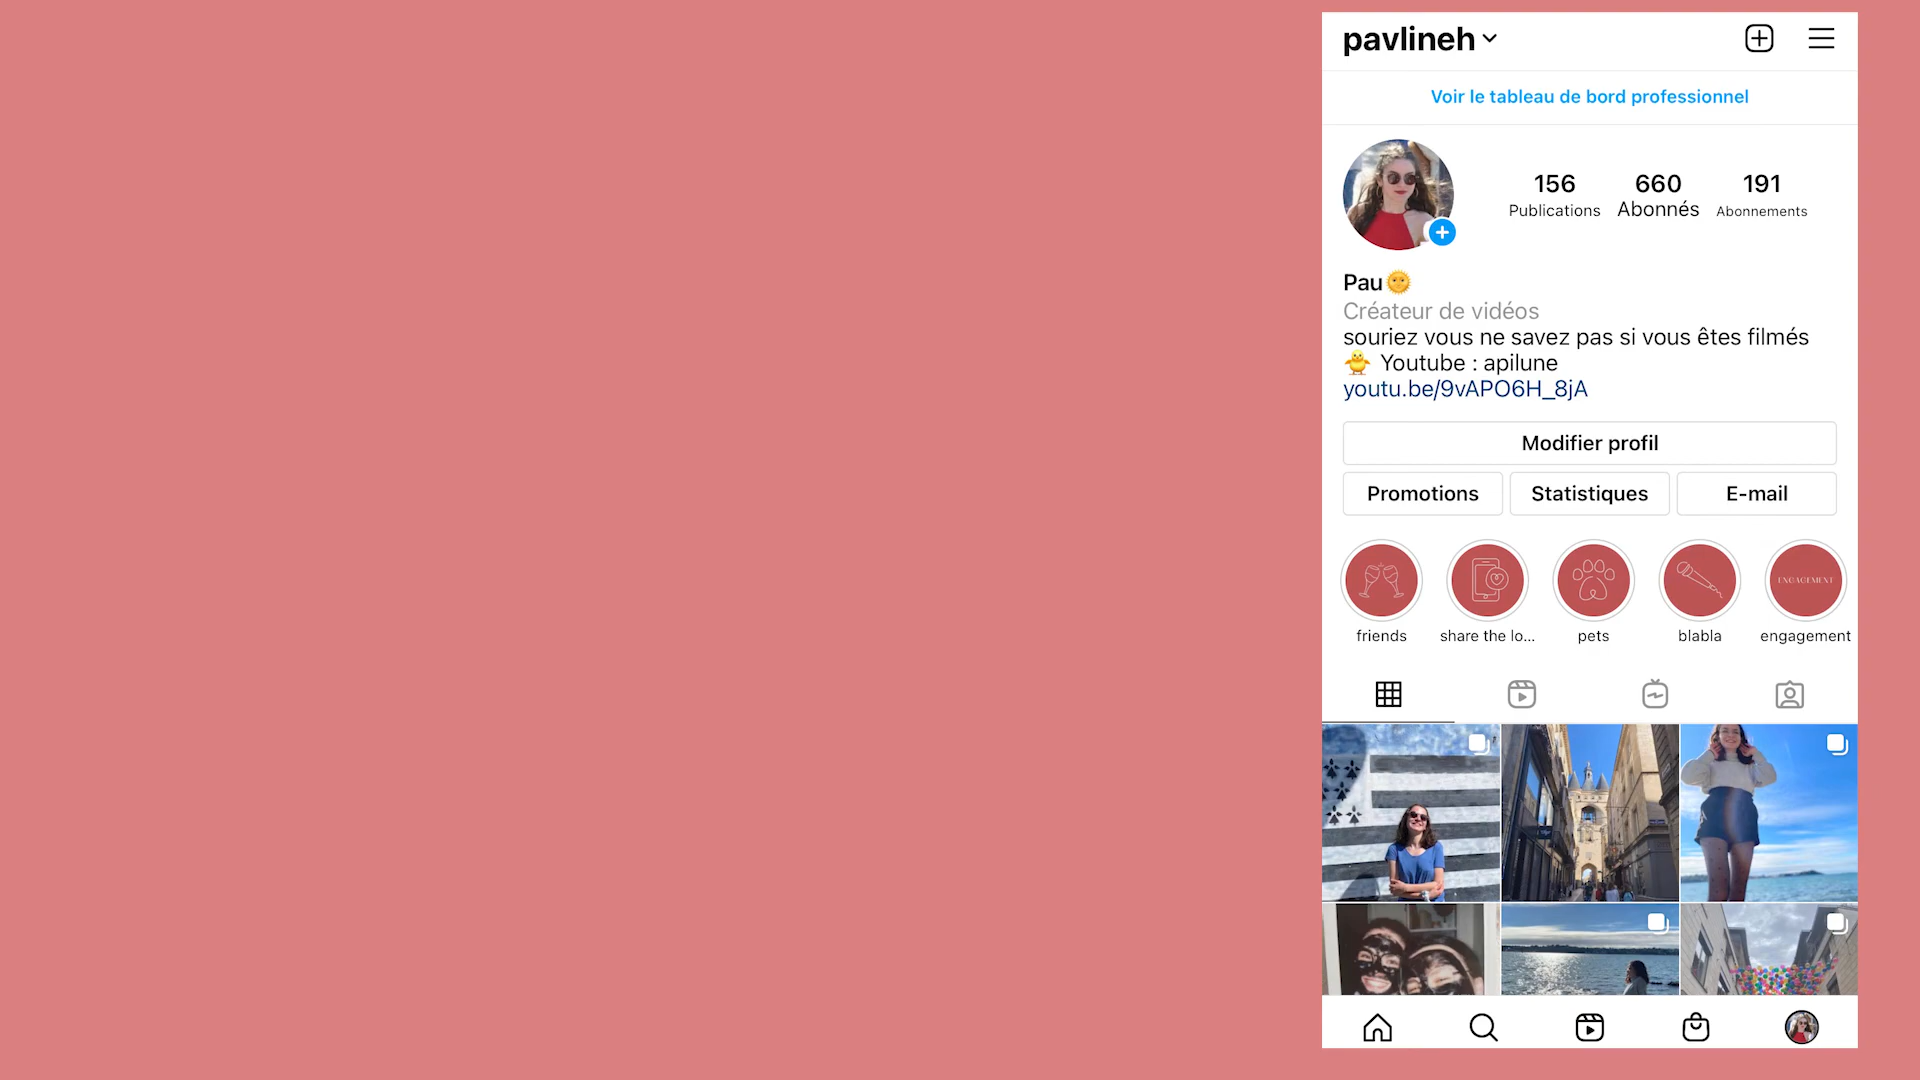 pavlineh
Voir le tableau de bord professionnel
156 660 191
Publications Abonnés Abonnements
Pau🌞
Créateur de vidéos
souriez vous ne savez pas si vous êtes filmés
🐥 Youtube : apilune
youtu.be/9vAPO6H_8jA
Modifier profil
Promotions Statistiques E-mail
ENGAGEMENT
friends share the lo... pets blabla engagement